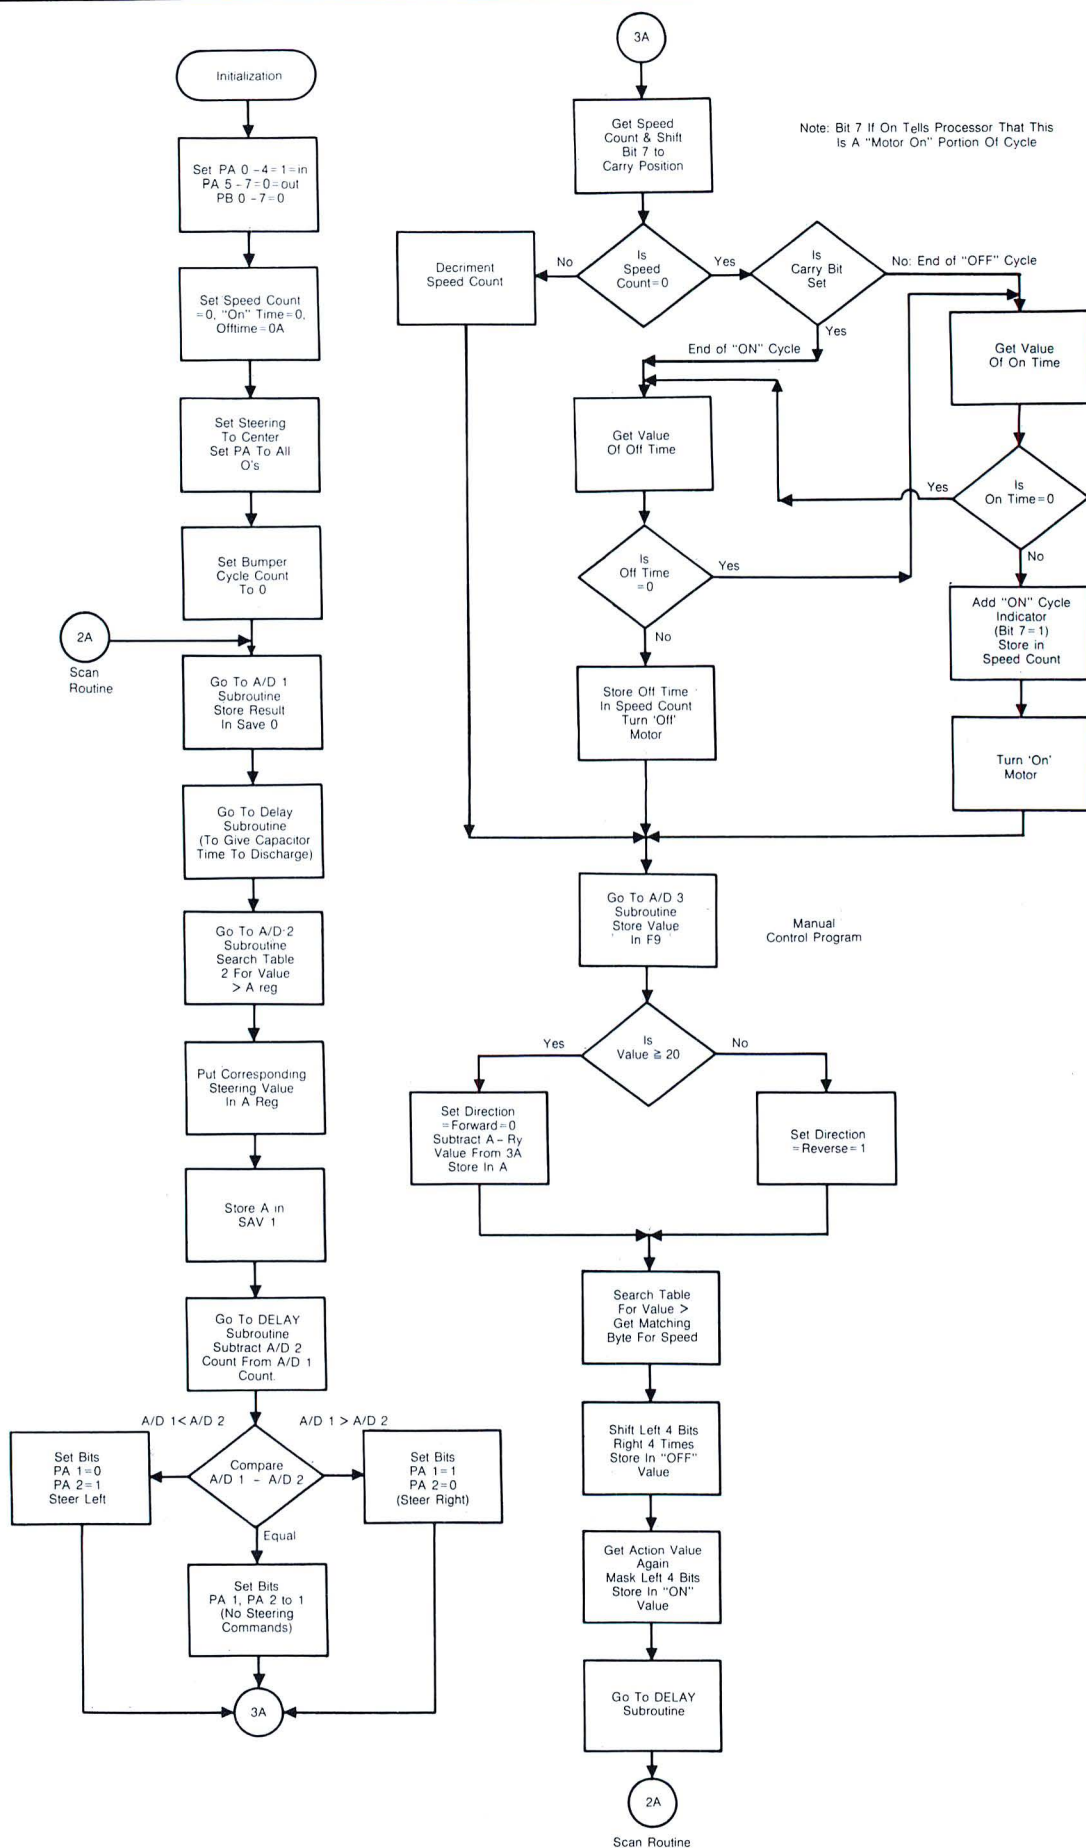 Initialization
Set PA 0 – 4 = 1 = in
PA 5 – 7 = 0 = out
PB 0 – 7 = 0
Set Speed Count
= 0, "On" Time = 0,
Offtime = 0A
Set Steering
To Center
Set PA To All
O's
Set Bumper
Cycle Count
To 0
2A
Scan
Routine
Go To A/D 1
Subroutine
Store Result
In Save 0
Go To Delay
Subroutine
(To Give Capacitor
Time To Discharge)
Go To A/D-2
Subroutine
Search Table
2 For Value
> A reg
Put Corresponding
Steering Value
In A Reg
Store A in
SAV 1
Go To DELAY
Subroutine
Subtract A/D 2
Count From A/D 1
Count.
A/D 1 < A/D 2
A/D 1 > A/D 2
Set Bits
PA 1 = 0
PA 2 = 1
Steer Left
Compare
A/D 1 – A/D 2
Set Bits
PA 1 = 1
PA 2 = 0
(Steer Right)
Equal
Set Bits
PA 1, PA 2 to 1
(No Steering
Commands)
3A
3A
Get Speed
Count & Shift
Bit 7 to
Carry Position
Note: Bit 7 If On Tells Processor That This
Is A "Motor On" Portion Of Cycle
Decriment
Speed Count
No
Is
Speed
Count = 0
Yes
Is
Carry Bit
Set
No: End of "OFF" Cycle
Yes
End of "ON" Cycle
Get Value
Of On Time
Get Value
Of Off Time
Is
On Time = 0
Yes
No
Is
Off Time
= 0
Yes
No
Add "ON" Cycle
Indicator
(Bit 7 = 1)
Store in
Speed Count
Store Off Time
In Speed Count
Turn 'Off'
Motor
Turn 'On'
Motor
Go To A/D 3
Subroutine
Store Value
In F9
Manual
Control Program
Yes
Is
Value ≧ 20
No
Set Direction
= Forward = 0
Subtract A – Ry
Value From 3A
Store In A
Set Direction
= Reverse = 1
Search Table
For Value >
Get Matching
Byte For Speed
Shift Left 4 Bits
Right 4 Times
Store In "OFF"
Value
Get Action Value
Again
Mask Left 4 Bits
Store In "ON"
Value
Go To DELAY
Subroutine
2A
Scan Routine